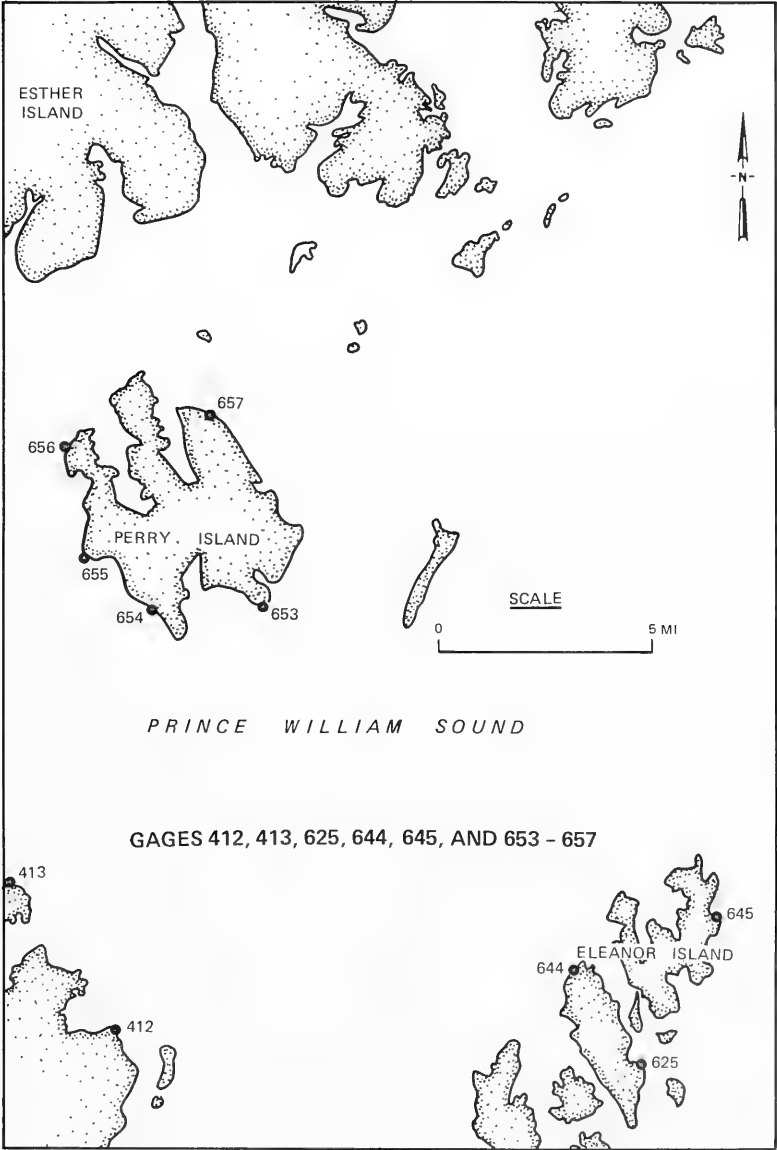 ESTHER
ISLAND
-N-
657
656
PERRY ISLAND
655
654
653
SCALE
0 5 MI
PRINCE WILLIAM SOUND
GAGES 412, 413, 625, 644, 645, AND 653 – 657
413
645
ELEANOR ISLAND
644
412
625